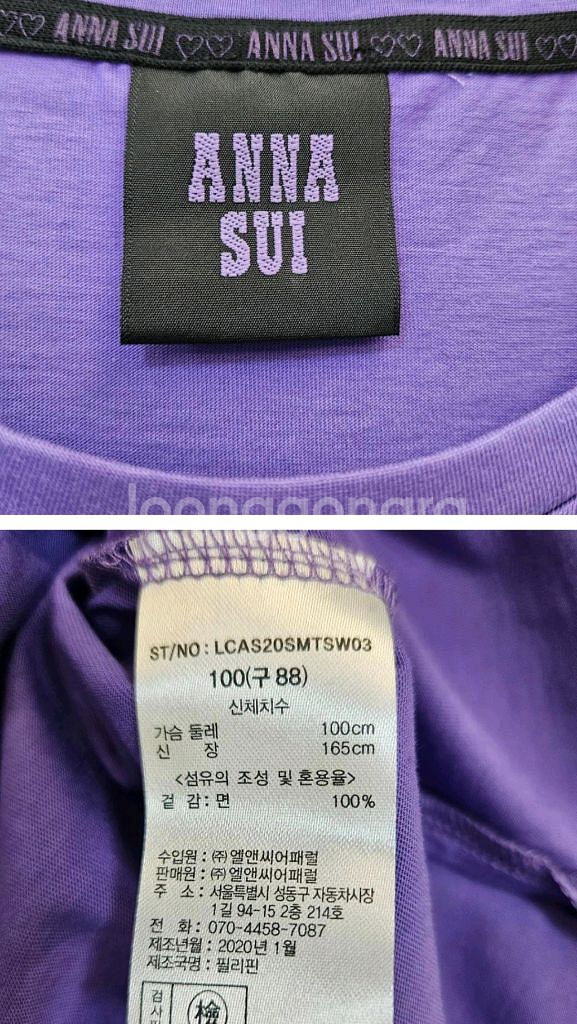 ANNA SUI ♡♡ ANNA SUI ♡♡ ANNA SUI ♡♡
ANNA
SUI
joonggonara
ST/NO : LCAS20SMTSW03
100(구 88)
신체치수
가슴 둘레 100cm
신 장 165cm
<섬유의 조성 및 혼용율>
겉 감 : 면 100%
수입원 : ㈜엘앤씨어패럴
판매원 : ㈜엘앤씨어패럴
주 소 : 서울특별시 성동구 자동차시장
1길 94-15 2층 214호
전 화 : 070-4458-7087
제조년월 : 2020년 1월
제조국명 : 필리핀
검
사
檢